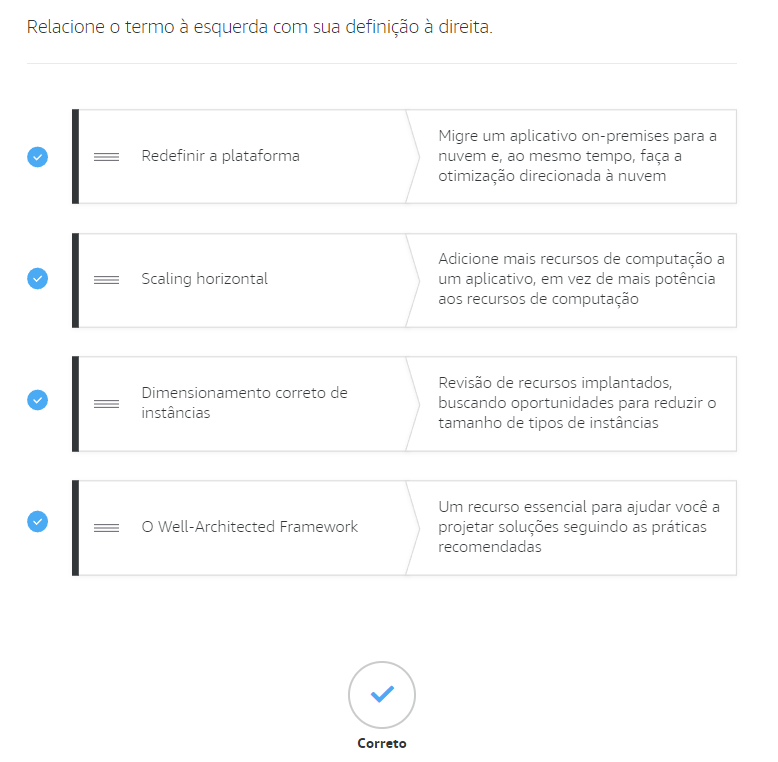 Relacione o termo à esquerda com sua definição à direita.
Redefinir a plataforma
Migre um aplicativo on-premises para a
nuvem e, ao mesmo tempo, faça a
otimização direcionada à nuvem
Scaling horizontal
Adicione mais recursos de computação a
um aplicativo, em vez de mais potência
aos recursos de computação
Dimensionamento correto de
instâncias
Revisão de recursos implantados,
buscando oportunidades para reduzir o
tamanho de tipos de instâncias
O Well-Architected Framework
Um recurso essencial para ajudar você a
projetar soluções seguindo as práticas
recomendadas
Correto